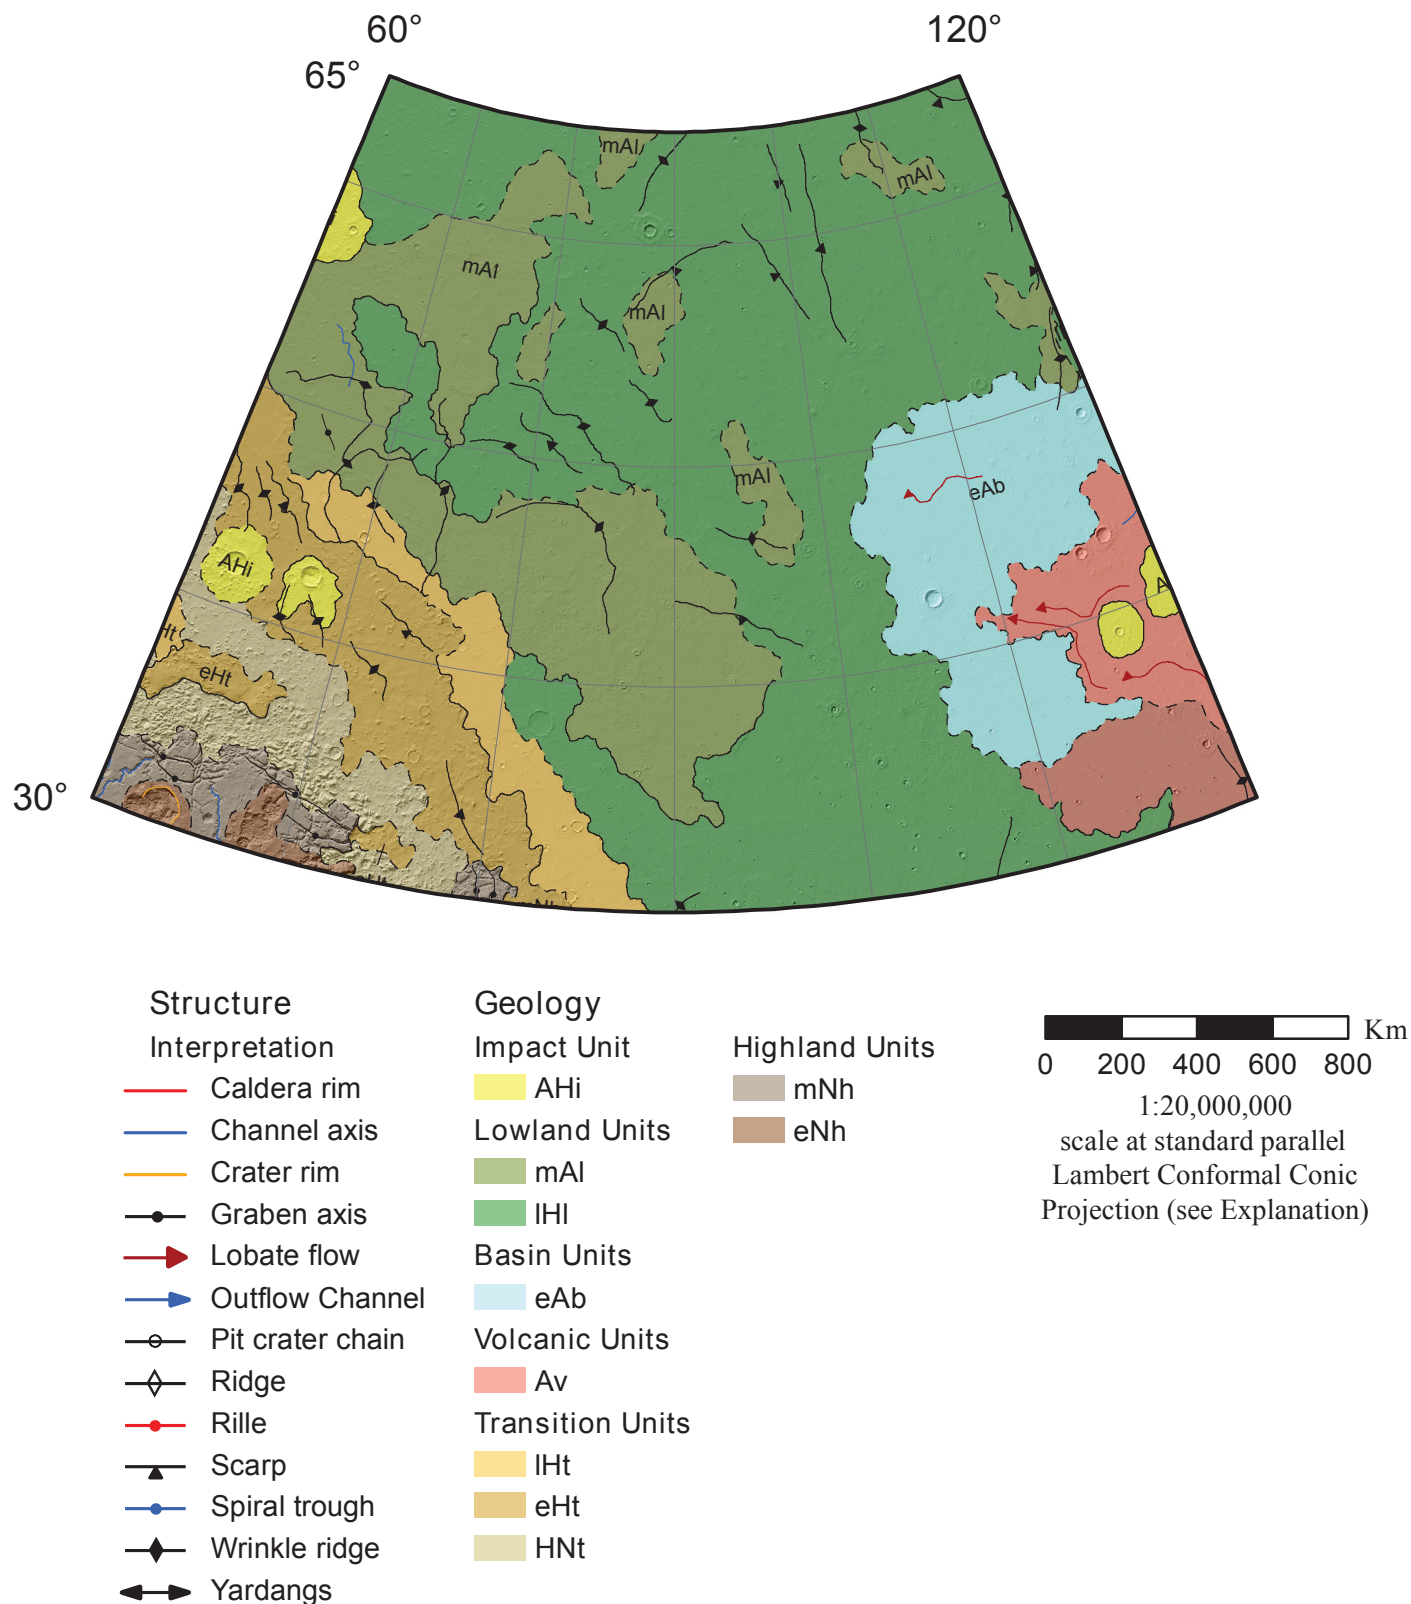 60°
120°
65°
mAl
mAl
mAl
mAl
mAl
eAb
AHi
A
Ht
eHt
30°
Structure
Geology
Interpretation
Impact Unit
Highland Units
Km
Caldera rim
AHi
mNh
0 200 400 600 800
Channel axis
Lowland Units
eNh
1:20,000,000
Crater rim
mAl
scale at standard parallel
Lambert Conformal Conic
Graben axis
lHl
Projection (see Explanation)
Lobate flow
Basin Units
Outflow Channel
eAb
Pit crater chain
Volcanic Units
Ridge
Av
Rille
Transition Units
Scarp
lHt
Spiral trough
eHt
Wrinkle ridge
HNt
Yardangs